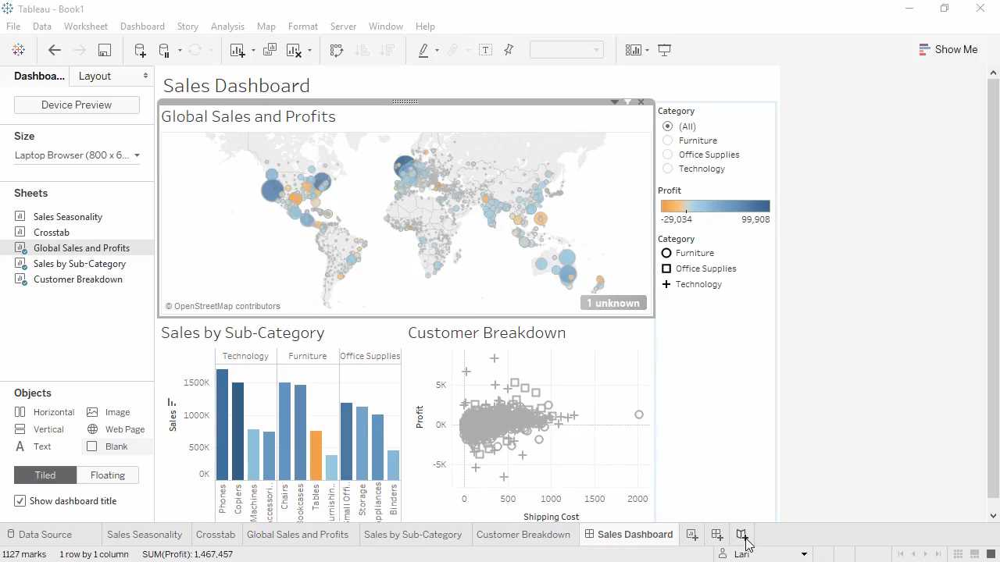 Tableau - Book1
File Data Worksheet Dashboard Story Analysis Map Format Server Window Help
Show Me
Dashboa... Layout
Device Preview
Size
Laptop Browser (800 x 6...
Sheets
Sales Seasonality
Crosstab
Global Sales and Profits
Sales by Sub-Category
Customer Breakdown
Objects
Horizontal Image
Vertical Web Page
A Text Blank
Tiled Floating
Show dashboard title
Sales Dashboard
Global Sales and Profits
© OpenStreetMap contributors
1 unknown
Category
(All)
Furniture
Office Supplies
Technology
Profit
-29,034 99,908
Category
Furniture
Office Supplies
Technology
Sales by Sub-Category
Technology Furniture Office Supplies
Sales
1500K
1000K
500K
0K
Phones
Copiers
Machines
Accessori..
Chairs
Tables
Storage
Appliances
Binders
Customer Breakdown
Profit
5K
0K
-5K
0 500 1000 1500 2000
Shipping Cost
Data Source Sales Seasonality Crosstab Global Sales and Profits Sales by Sub-Category Customer Breakdown Sales Dashboard
1127 marks 1 row by 1 column SUM(Profit): 1,467,457